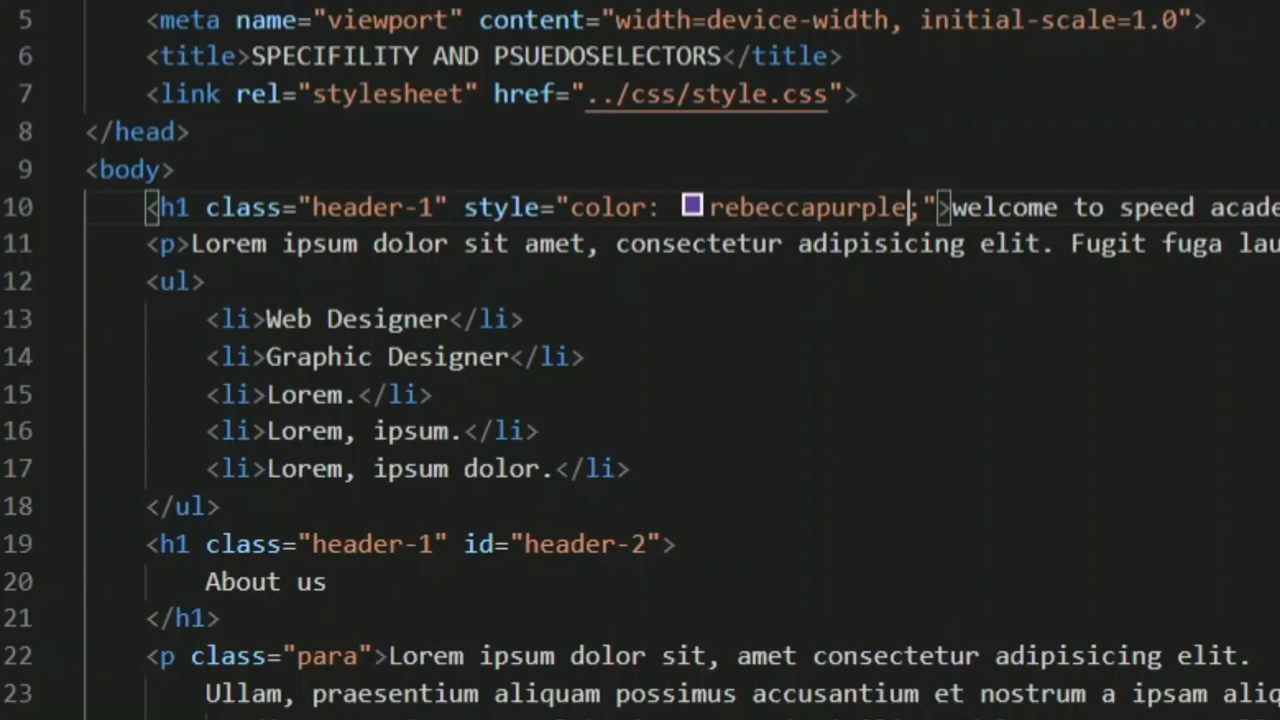 5 <meta name="viewport" content="width=device-width, initial-scale=1.0">
6 <title>SPECIFILITY AND PSUEDOSELECTORS</title>
7 <link rel="stylesheet" href="../css/style.css">
8 </head>
9 <body>
10 <h1 class="header-1" style="color: rebeccapurple;">welcome to speed acade
11 <p>Lorem ipsum dolor sit amet, consectetur adipisicing elit. Fugit fuga lau
12 <ul>
13 <li>Web Designer</li>
14 <li>Graphic Designer</li>
15 <li>Lorem.</li>
16 <li>Lorem, ipsum.</li>
17 <li>Lorem, ipsum dolor.</li>
18 </ul>
19 <h1 class="header-1" id="header-2">
20 About us
21 </h1>
22 <p class="para">Lorem ipsum dolor sit, amet consectetur adipisicing elit.
23 Ullam, praesentium aliquam possimus accusantium et nostrum a ipsam aliq